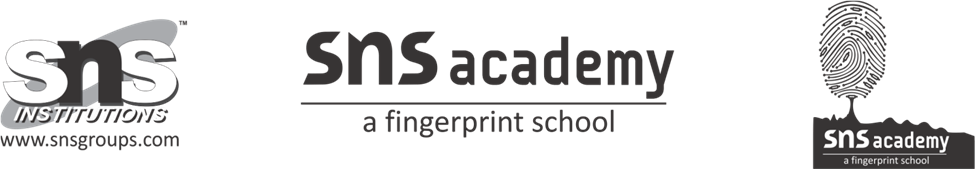 sns
™
INSTITUTIONS
www.snsgroups.com
sns academy
a fingerprint school
sns academy
a fingerprint school